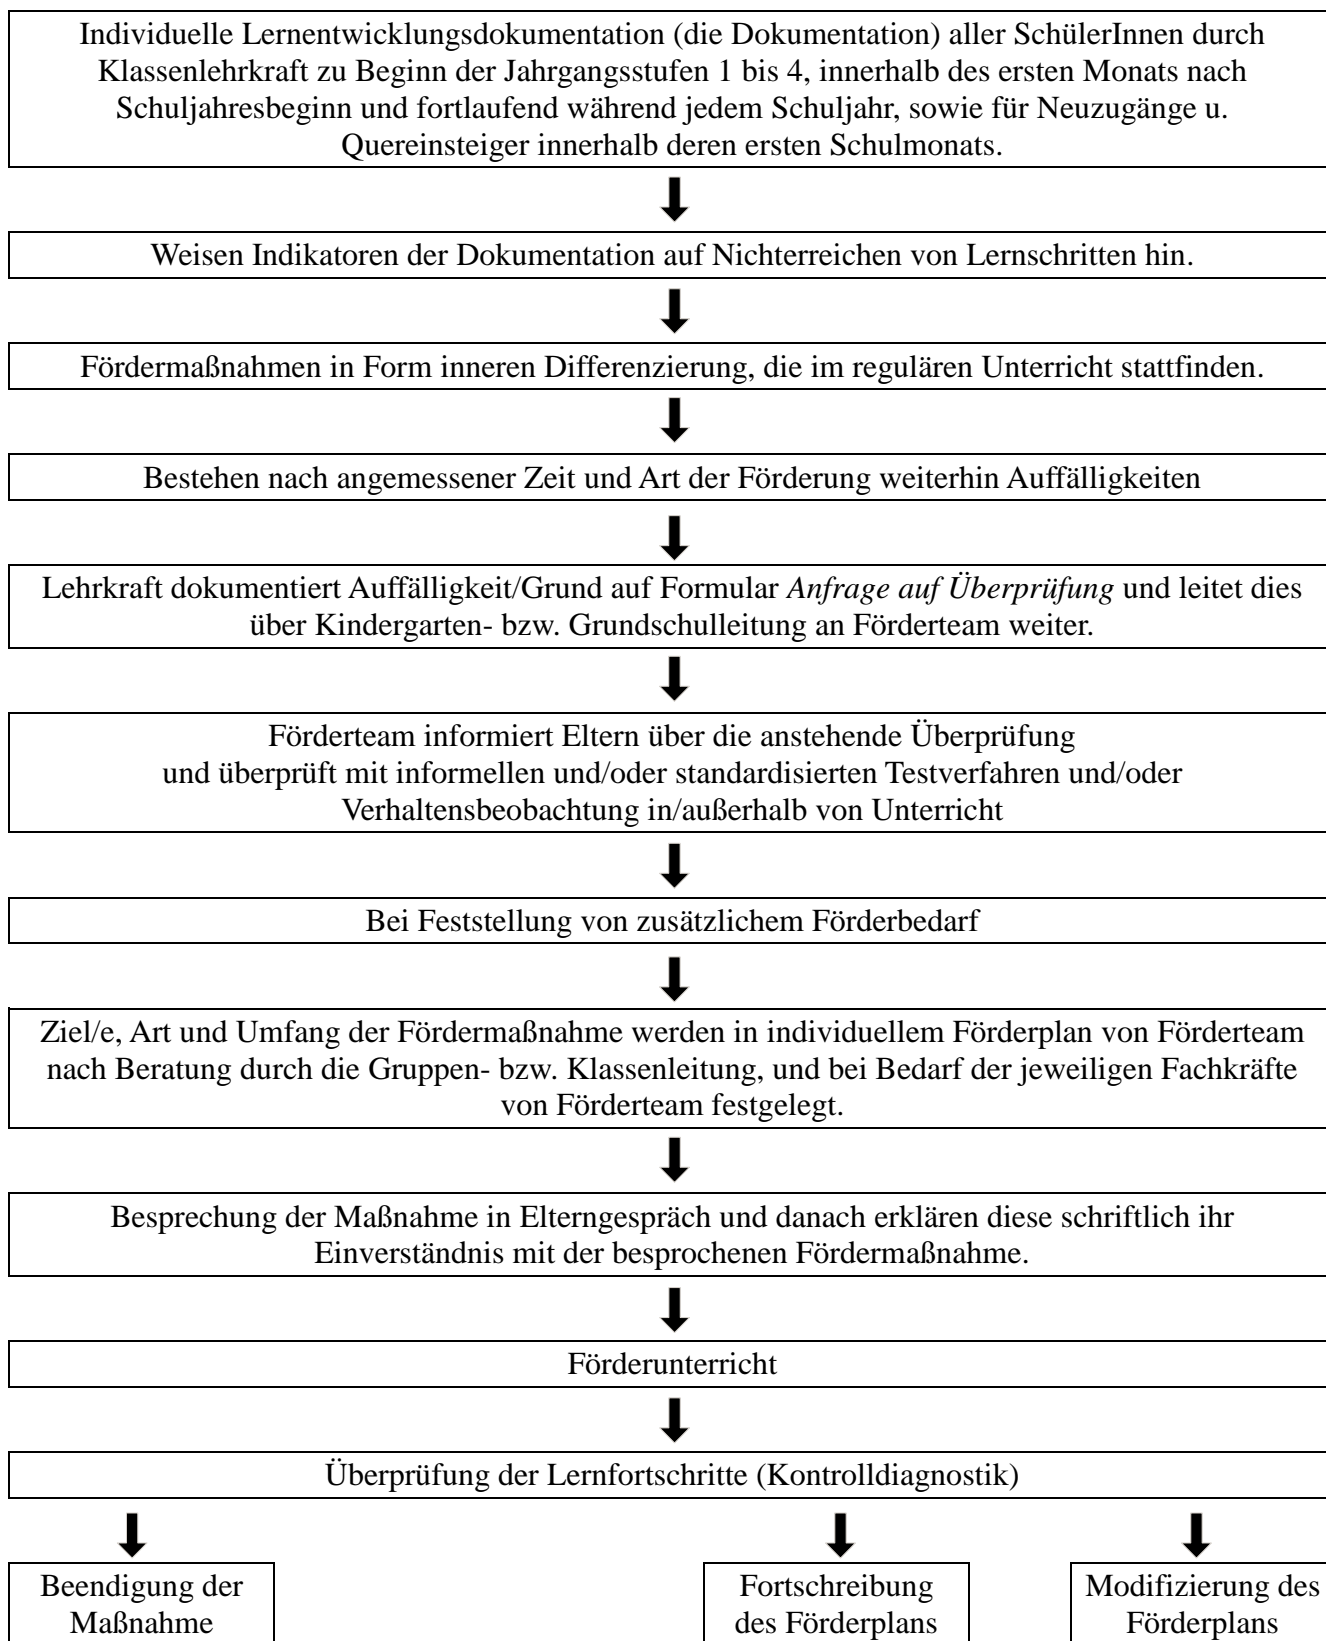 Individuelle Lernentwicklungsdokumentation (die Dokumentation) aller SchülerInnen durch
Klassenlehrkraft zu Beginn der Jahrgangsstufen 1 bis 4, innerhalb des ersten Monats nach
Schuljahresbeginn und fortlaufend während jedem Schuljahr, sowie für Neuzugänge u.
Quereinsteiger innerhalb deren ersten Schulmonats.
Weisen Indikatoren der Dokumentation auf Nichterreichen von Lernschritten hin.
Fördermaßnahmen in Form inneren Differenzierung, die im regulären Unterricht stattfinden.
Bestehen nach angemessener Zeit und Art der Förderung weiterhin Auffälligkeiten
Lehrkraft dokumentiert Auffälligkeit/Grund auf Formular Anfrage auf Überprüfung und leitet dies
über Kindergarten- bzw. Grundschulleitung an Förderteam weiter.
Förderteam informiert Eltern über die anstehende Überprüfung
und überprüft mit informellen und/oder standardisierten Testverfahren und/oder
Verhaltensbeobachtung in/außerhalb von Unterricht
Bei Feststellung von zusätzlichem Förderbedarf
Ziel/e, Art und Umfang der Fördermaßnahme werden in individuellem Förderplan von Förderteam
nach Beratung durch die Gruppen- bzw. Klassenleitung, und bei Bedarf der jeweiligen Fachkräfte
von Förderteam festgelegt.
Besprechung der Maßnahme in Elterngespräch und danach erklären diese schriftlich ihr
Einverständnis mit der besprochenen Fördermaßnahme.
Förderunterricht
Überprüfung der Lernfortschritte (Kontrolldiagnostik)
Beendigung der
Maßnahme
Fortschreibung
des Förderplans
Modifizierung des
Förderplans